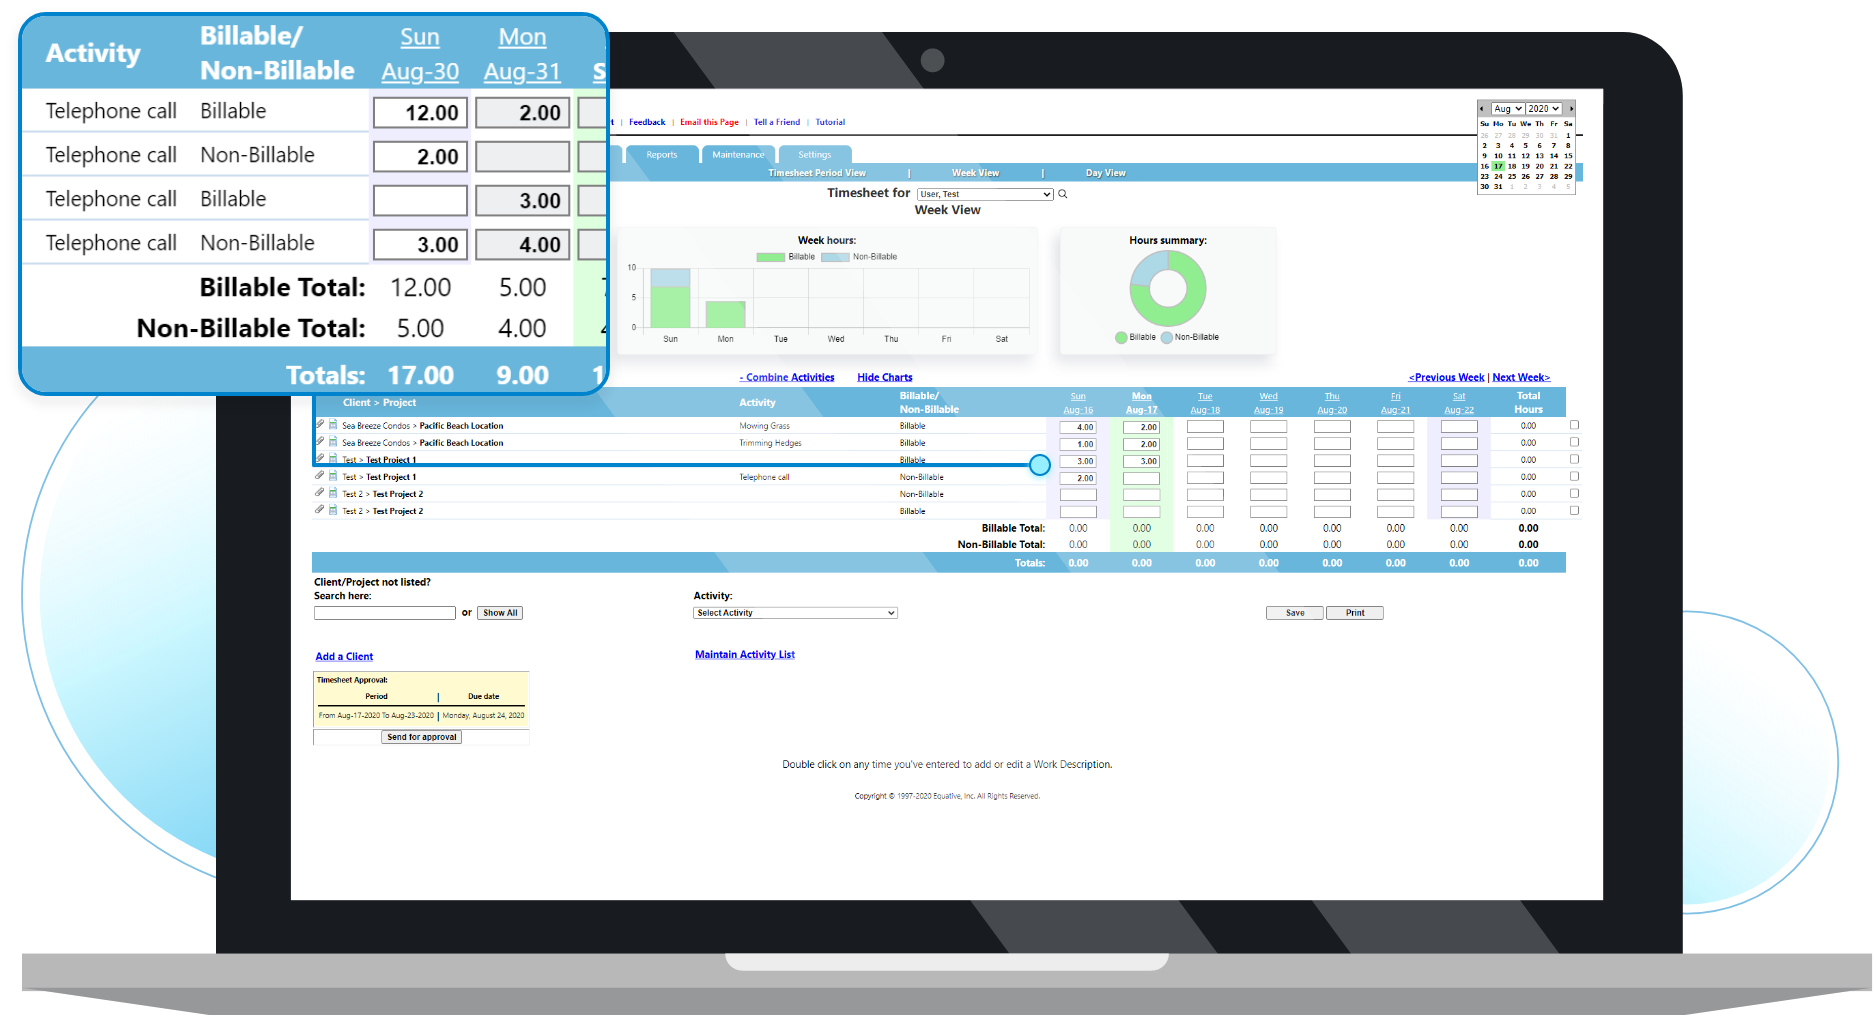 Activity Billable/ Non-Billable Sun Aug-30 Mon Aug-31 S
Telephone call Billable 12.00 2.00
Telephone call Non-Billable 2.00
Telephone call Billable 3.00
Telephone call Non-Billable 3.00 4.00
Billable Total: 12.00 5.00
Non-Billable Total: 5.00 4.00
Totals: 17.00 9.00 1
| Feedback | Email this Page | Tell a Friend | Tutorial
Aug 2020
Su Mo Tu We Th Fr Sa
26 27 28 29 30 31 1
2 3 4 5 6 7 8
9 10 11 12 13 14 15
16 17 18 19 20 21 22
23 24 25 26 27 28 29
30 31 1 2 3 4 5
Reports Maintenance Settings
Timesheet Period View | Week View | Day View
Timesheet for User, Test
Week View
Week hours:
Billable Non-Billable
10
5
0
Sun Mon Tue Wed Thu Fri Sat
Hours summary:
Billable Non-Billable
- Combine Activities Hide Charts <Previous Week | Next Week>
Client > Project Activity Billable/ Non-Billable Sun Aug-16 Mon Aug-17 Tue Aug-18 Wed Aug-19 Thu Aug-20 Fri Aug-21 Sat Aug-22 Total Hours
Sea Breeze Condos > Pacific Beach Location Mowing Grass Billable 4.00 2.00 0.00
Sea Breeze Condos > Pacific Beach Location Trimming Hedges Billable 1.00 2.00 0.00
Test > Test Project 1 Billable 3.00 3.00 0.00
Test > Test Project 1 Telephone call Non-Billable 2.00 0.00
Test 2 > Test Project 2 Non-Billable 0.00
Test 2 > Test Project 2 Billable 0.00
Billable Total: 0.00 0.00 0.00 0.00 0.00 0.00 0.00 0.00
Non-Billable Total: 0.00 0.00 0.00 0.00 0.00 0.00 0.00 0.00
Totals: 0.00 0.00 0.00 0.00 0.00 0.00 0.00 0.00
Client/Project not listed?
Search here: Activity:
or Show All Select Activity Save Print
Add a Client Maintain Activity List
Timesheet Approval:
Period | Due date
From Aug-17-2020 To Aug-23-2020 | Monday, August 24, 2020
Send for approval
Double click on any time you've entered to add or edit a Work Description.
Copyright © 1997-2020 Equative, Inc. All Rights Reserved.